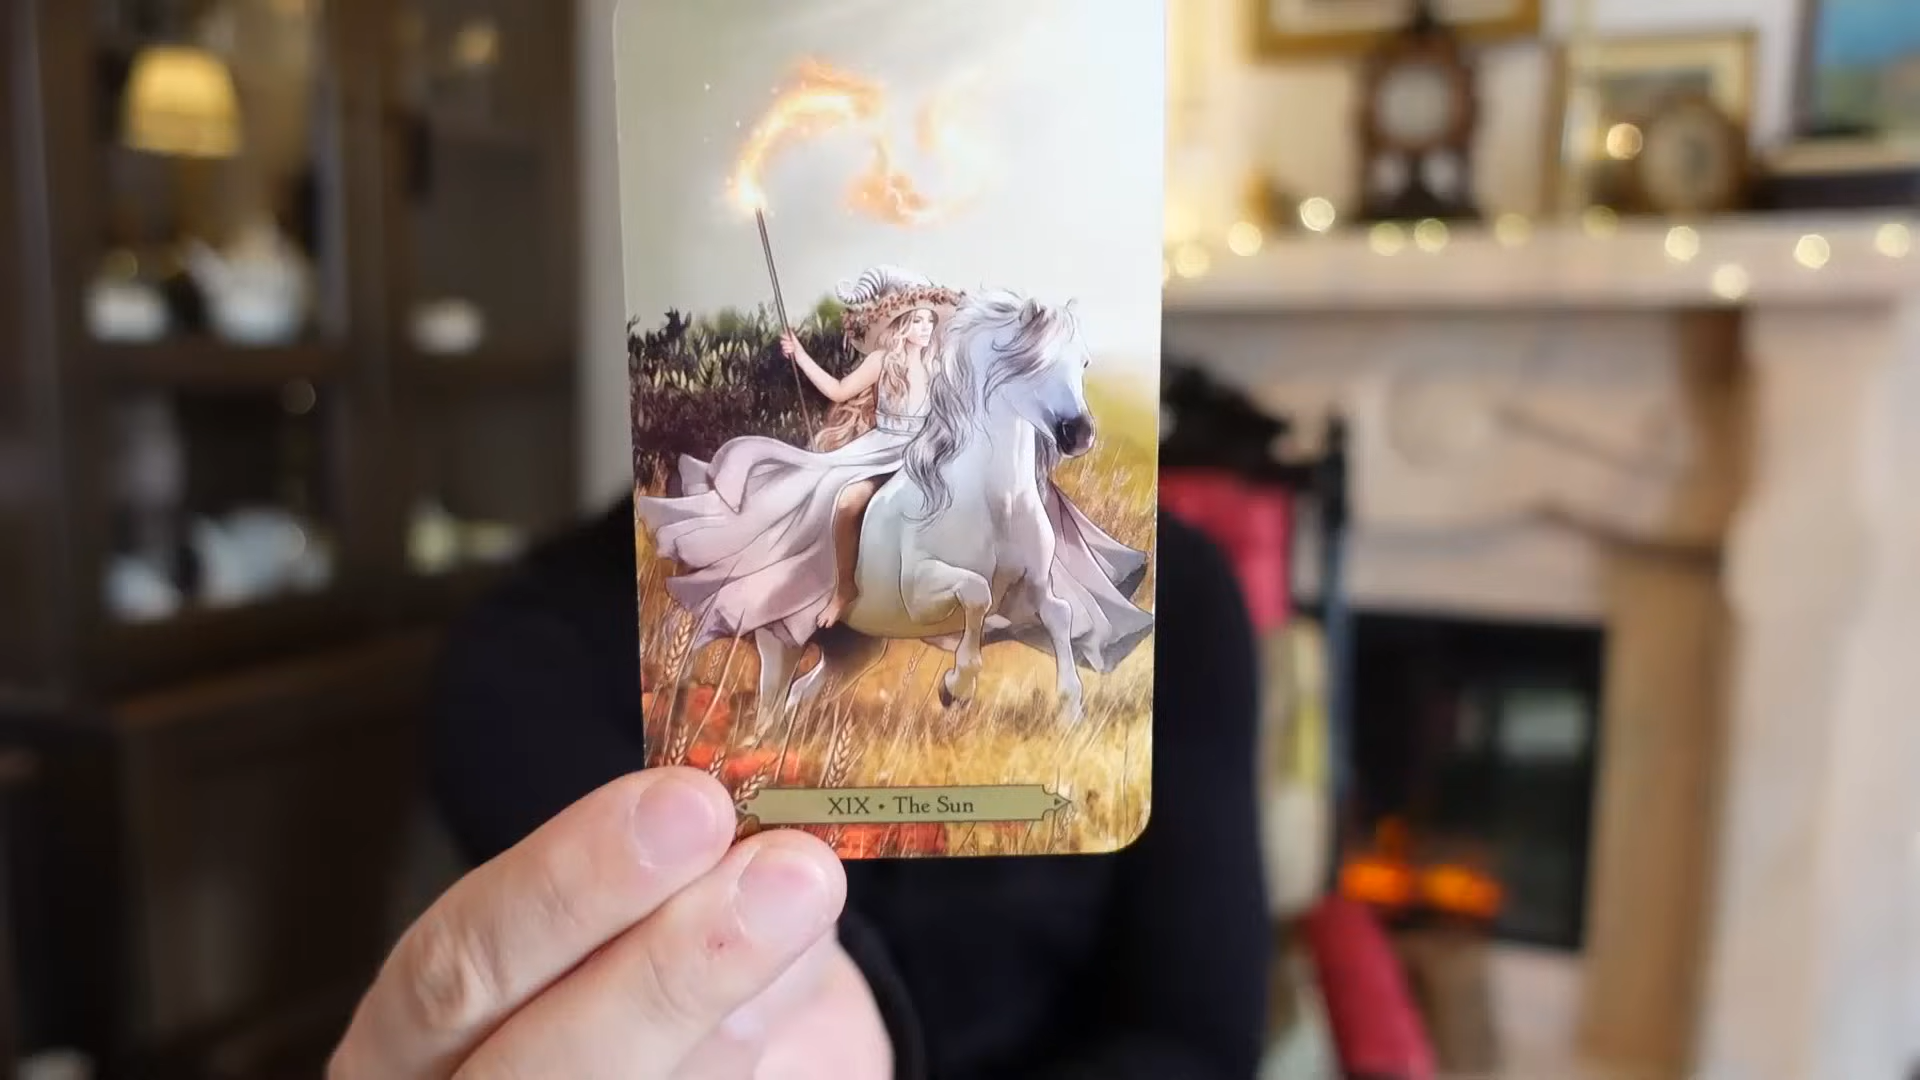 XIX • The Sun